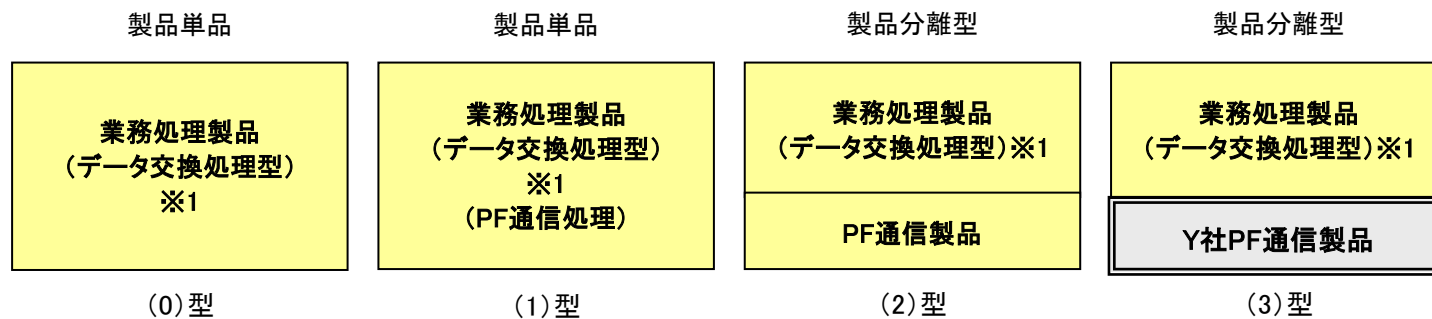 製品単品
業務処理製品
(データ交換処理型)
※1
(0)型
製品単品
業務処理製品
(データ交換処理型)
※1
(PF通信処理)
(1)型
製品分離型
業務処理製品
(データ交換処理型)※1
PF通信製品
(2)型
製品分離型
業務処理製品
(データ交換処理型)※1
Y社PF通信製品
(3)型